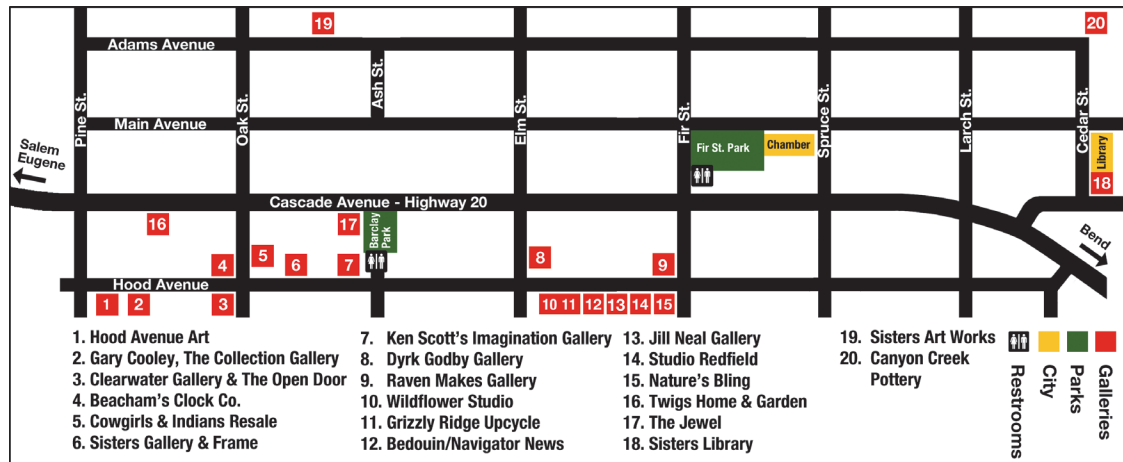 19
20
Adams Avenue
Pine St.
Oak St.
Ash St.
Elm St.
Fir St.
Spruce St.
Larch St.
Cedar St.
Main Avenue
Salem
Eugene
Fir St. Park
Chamber
Library
18
Cascade Avenue - Highway 20
16
17
Barclay
Park
Bend
4
5
6
7
8
9
Hood Avenue
1
2
3
10
11
12
13
14
15
1. Hood Avenue Art
2. Gary Cooley, The Collection Gallery
3. Clearwater Gallery & The Open Door
4. Beacham's Clock Co.
5. Cowgirls & Indians Resale
6. Sisters Gallery & Frame
7. Ken Scott's Imagination Gallery
8. Dyrk Godby Gallery
9. Raven Makes Gallery
10. Wildflower Studio
11. Grizzly Ridge Upcycle
12. Bedouin/Navigator News
13. Jill Neal Gallery
14. Studio Redfield
15. Nature's Bling
16. Twigs Home & Garden
17. The Jewel
18. Sisters Library
19. Sisters Art Works
20. Canyon Creek
Pottery
Restrooms
City
Parks
Galleries